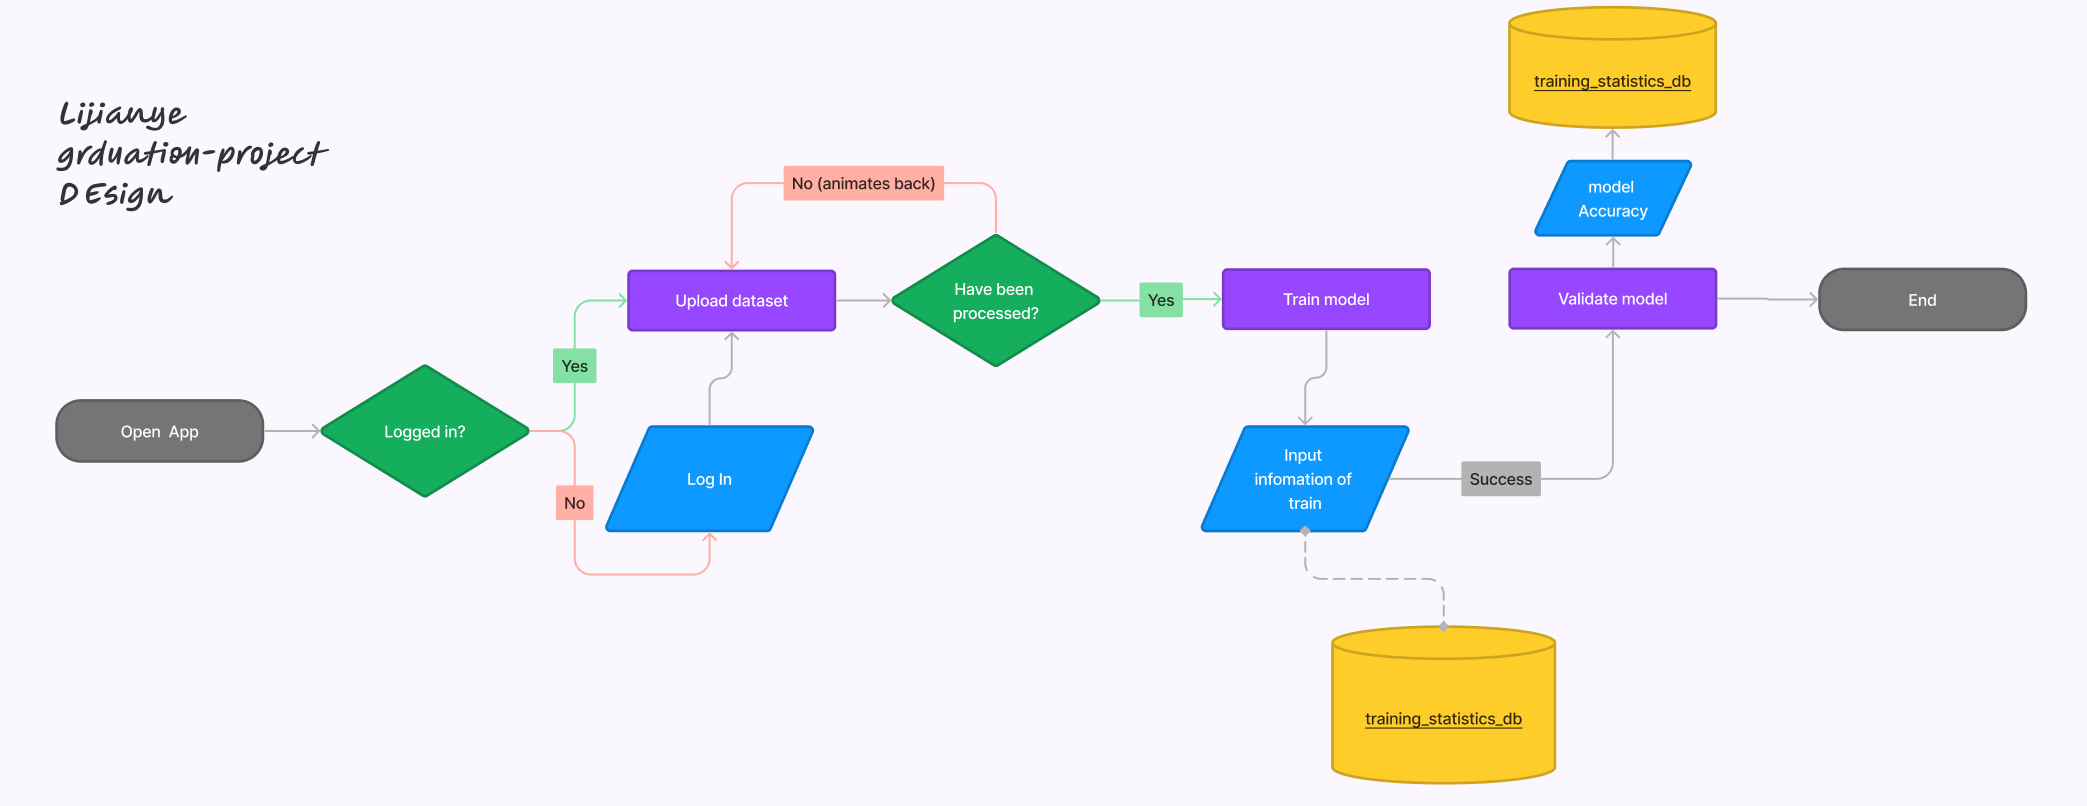 Lijianye
grduation-project
DEsign
Open App
Logged in?
Yes
No
Log In
Upload dataset
No (animates back)
Have been
processed?
Yes
Train model
Input
infomation of
train
training_statistics_db
Success
Validate model
model
Accuracy
training_statistics_db
End